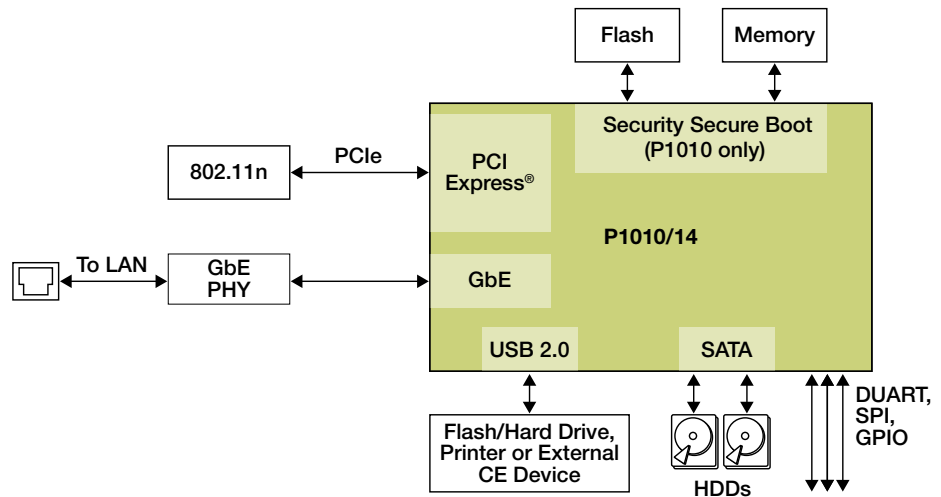 Flash
Memory
Security Secure Boot
(P1010 only)
802.11n
PCIe
PCI
Express®
P1010/14
To LAN
GbE
PHY
GbE
USB 2.0
SATA
Flash/Hard Drive,
Printer or External
CE Device
HDDs
DUART,
SPI,
GPIO